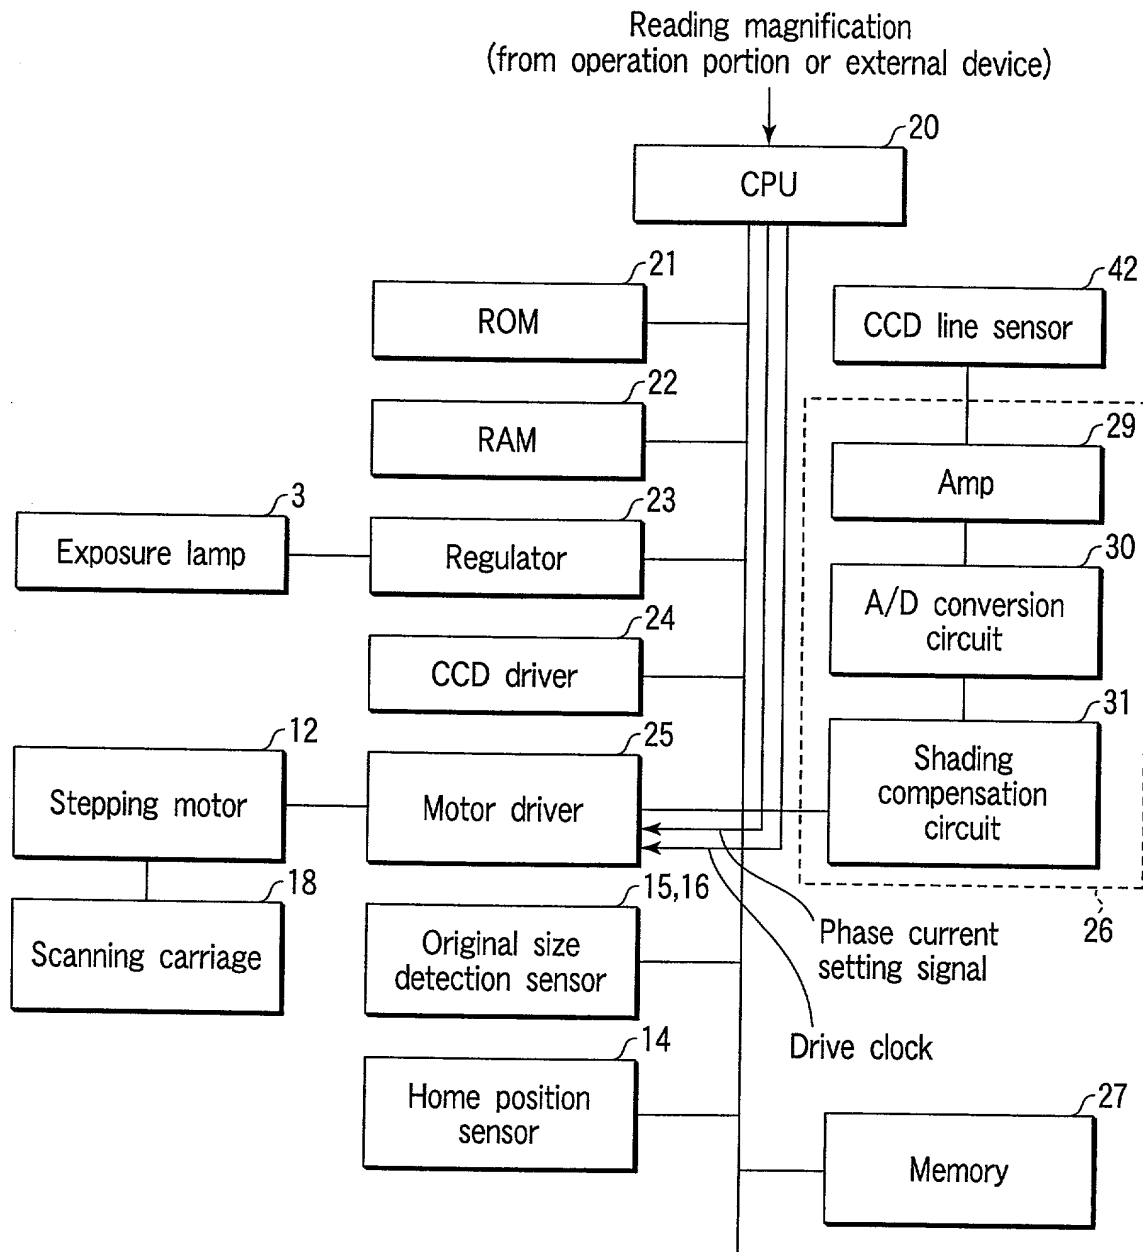 Reading magnification
(from operation portion or external device)
20
CPU
21
ROM
42
CCD line sensor
22
RAM
29
Amp
3
Exposure lamp
23
Regulator
30
A/D conversion
circuit
24
CCD driver
12
Stepping motor
25
Motor driver
31
Shading
compensation
circuit
18
Scanning carriage
15,16
Original size
detection sensor
Phase current
setting signal
26
Drive clock
14
Home position
sensor
27
Memory